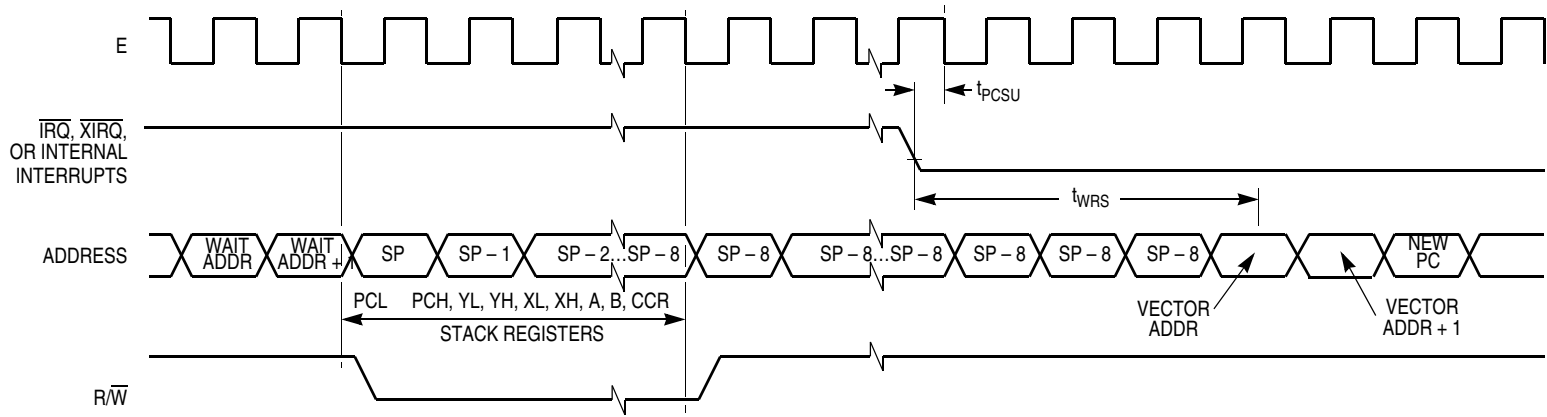 E
tPCSU
IRQ, XIRQ,
OR INTERNAL
INTERRUPTS
tWRS
ADDRESS
WAIT
ADDR
WAIT
ADDR + 1
SP
SP – 1
SP – 2...SP – 8
SP – 8
SP – 8...SP – 8
SP – 8
SP – 8
SP – 8
NEW
PC
PCL PCH, YL, YH, XL, XH, A, B, CCR
STACK REGISTERS
VECTOR
ADDR
VECTOR
ADDR + 1
R/W